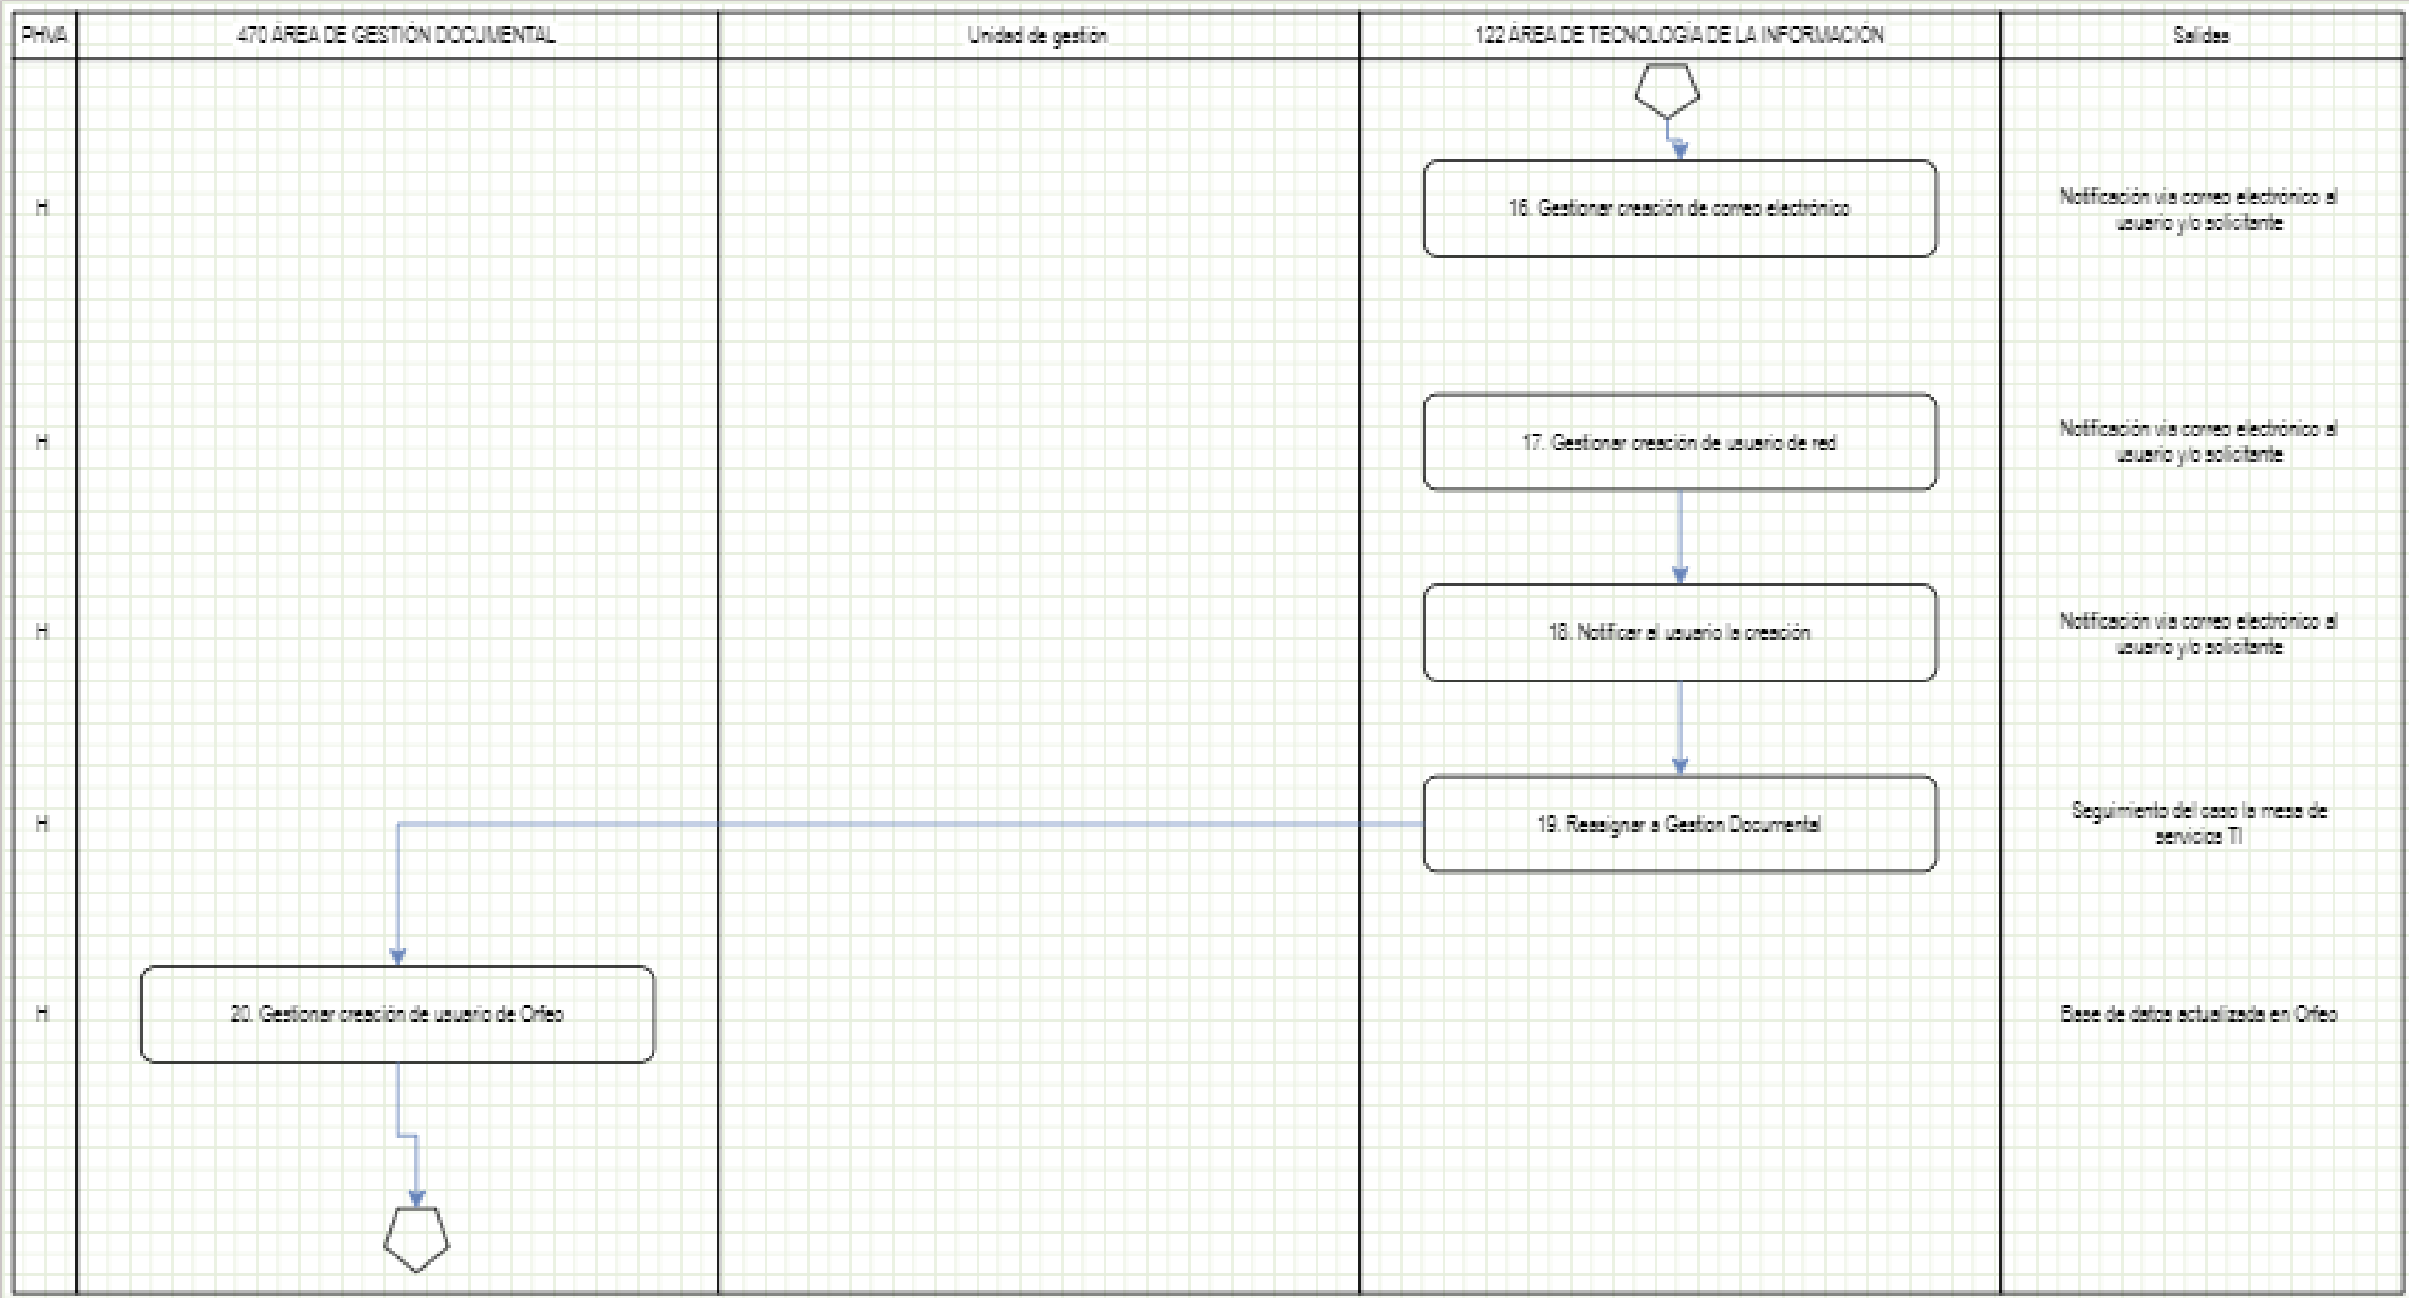 PHVA
470 ÁREA DE GESTIÓN DOCUMENTAL
Unidad de gestión
122 ÁREA DE TECNOLOGÍA DE LA INFORMACIÓN
Salidas
H
16. Gestionar creación de correo electrónico
Notificación via correo electrónico al
usuario y/o solicitante
H
17. Gestionar creación de usuario de red
Notificación via correo electrónico al
usuario y/o solicitante
H
18. Notificar al usuario la creación
Notificación via correo electrónico al
usuario y/o solicitante
H
19. Reasignar a Gestion Documental
Seguimiento del caso la mesa de
servicios TI
H
20. Gestionar creación de usuario de Orfeo
Base de datos actualizada en Orfeo